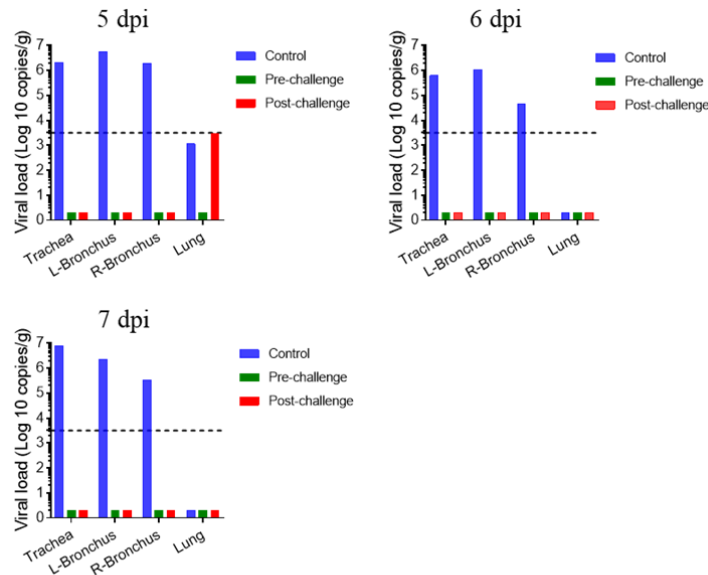 5 dpi
Viral load (Log 10 copies/g)
7
6
5
4
3
2
1
0
Trachea
L-Bronchus
R-Bronchus
Lung
Control
Pre-challenge
Post-challenge
6 dpi
Viral load (Log 10 copies/g)
7
6
5
4
3
2
1
0
Trachea
L-Bronchus
R-Bronchus
Lung
Control
Pre-challenge
Post-challenge
7 dpi
Viral load (Log 10 copies/g)
7
6
5
4
3
2
1
0
Trachea
L-Bronchus
R-Bronchus
Lung
Control
Pre-challenge
Post-challenge